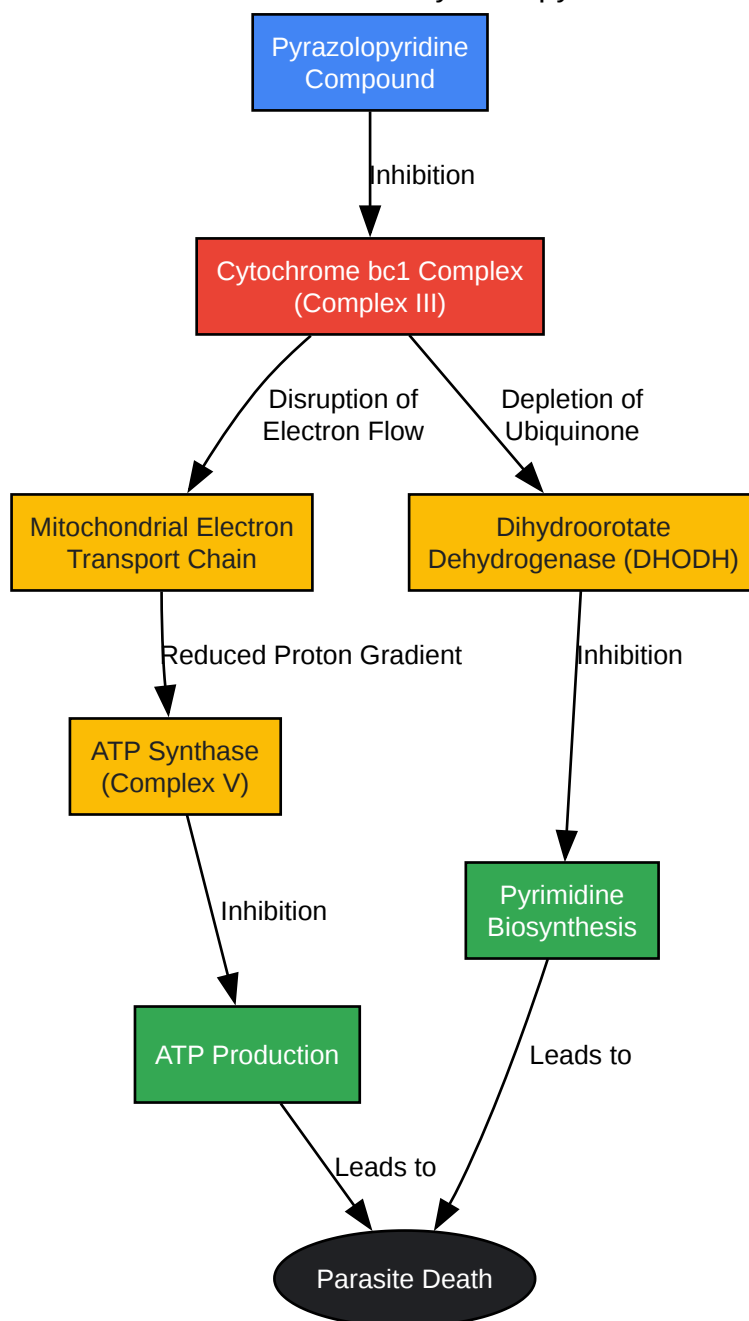 Pyrazolopyridine
Compound
Inhibition
Cytochrome bc1 Complex
(Complex III)
Disruption of
Electron Flow
Depletion of
Ubiquinone
Mitochondrial Electron
Transport Chain
Dihydroorotate
Dehydrogenase (DHODH)
Reduced Proton Gradient
Inhibition
ATP Synthase
(Complex V)
Inhibition
Pyrimidine
Biosynthesis
ATP Production
Leads to
Leads to
Parasite Death